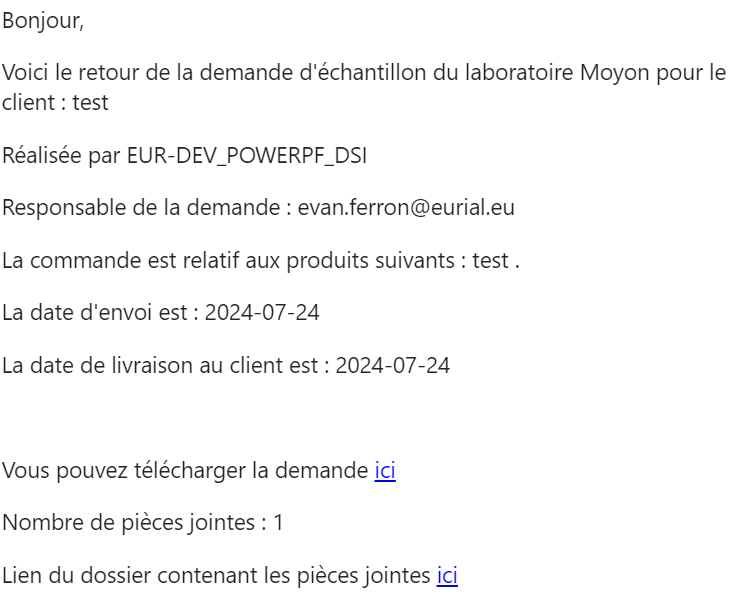 Bonjour,
Voici le retour de la demande d'échantillon du laboratoire Moyon pour le
client : test
Réalisée par EUR-DEV_POWERPF_DSI
Responsable de la demande : evan.ferron@eurial.eu
La commande est relatif aux produits suivants : test .
La date d'envoi est : 2024-07-24
La date de livraison au client est : 2024-07-24
Vous pouvez télécharger la demande ici
Nombre de pièces jointes : 1
Lien du dossier contenant les pièces jointes ici